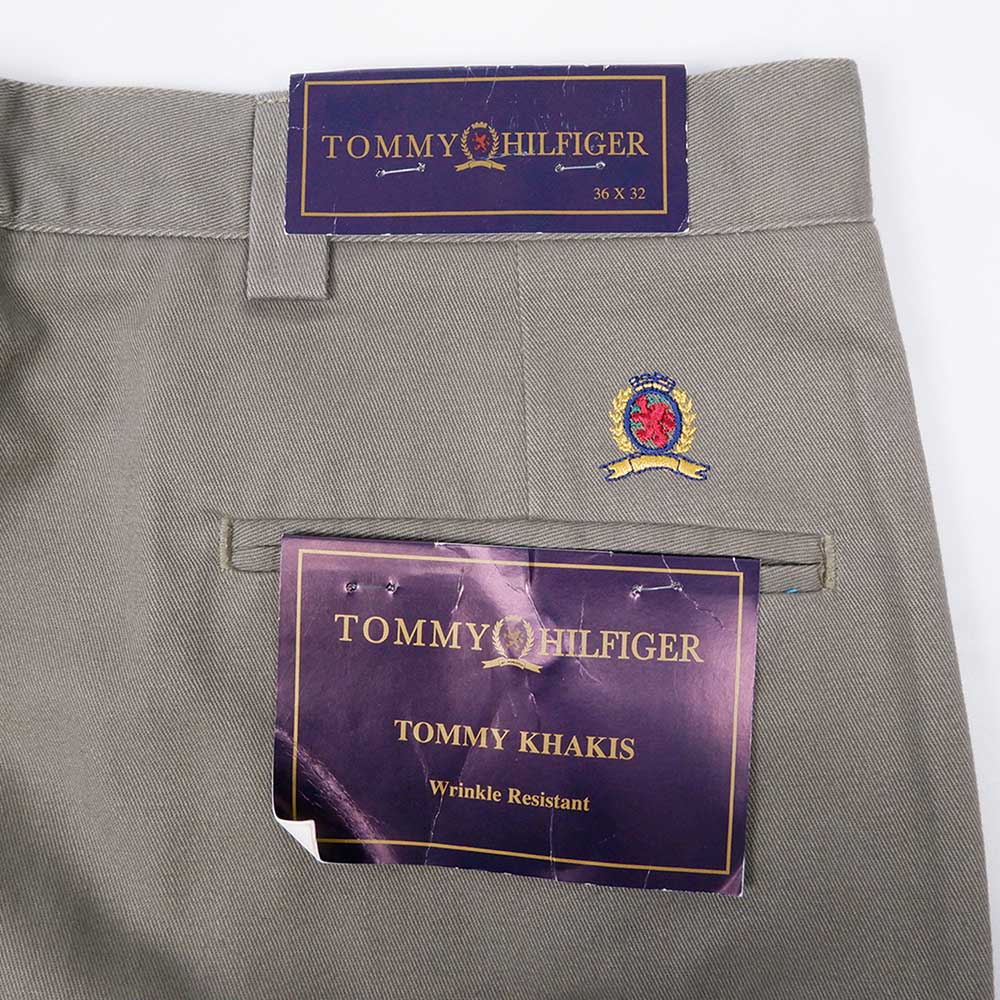 TOMMY HILFIGER
36 X 32
TOMMY HILFIGER
TOMMY KHAKIS
Wrinkle Resistant